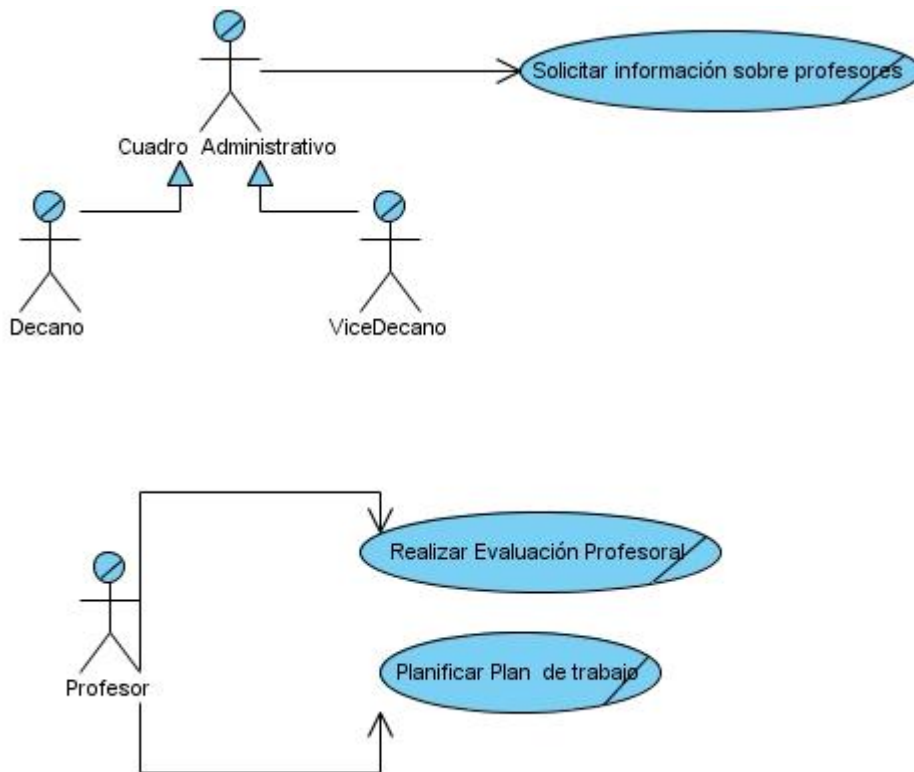 Solicitar información sobre profesores
Cuadro Administrativo
Decano
ViceDecano
Realizar Evaluación Profesoral
Planificar Plan de trabajo
Profesor